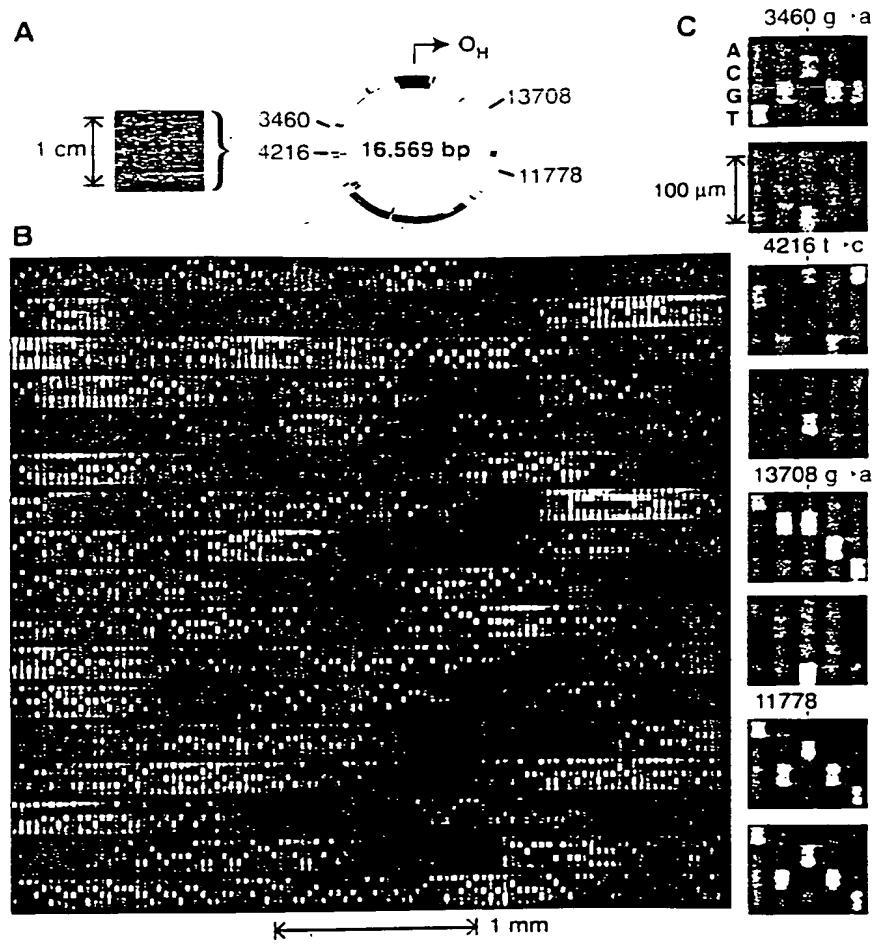 A
O_H
13708
3460
1 cm
4216
16.569 bp
11778
B
1 mm
C
3460 g · a
A
C
G
T
100 μm
4216 t · c
13708 g · a
11778